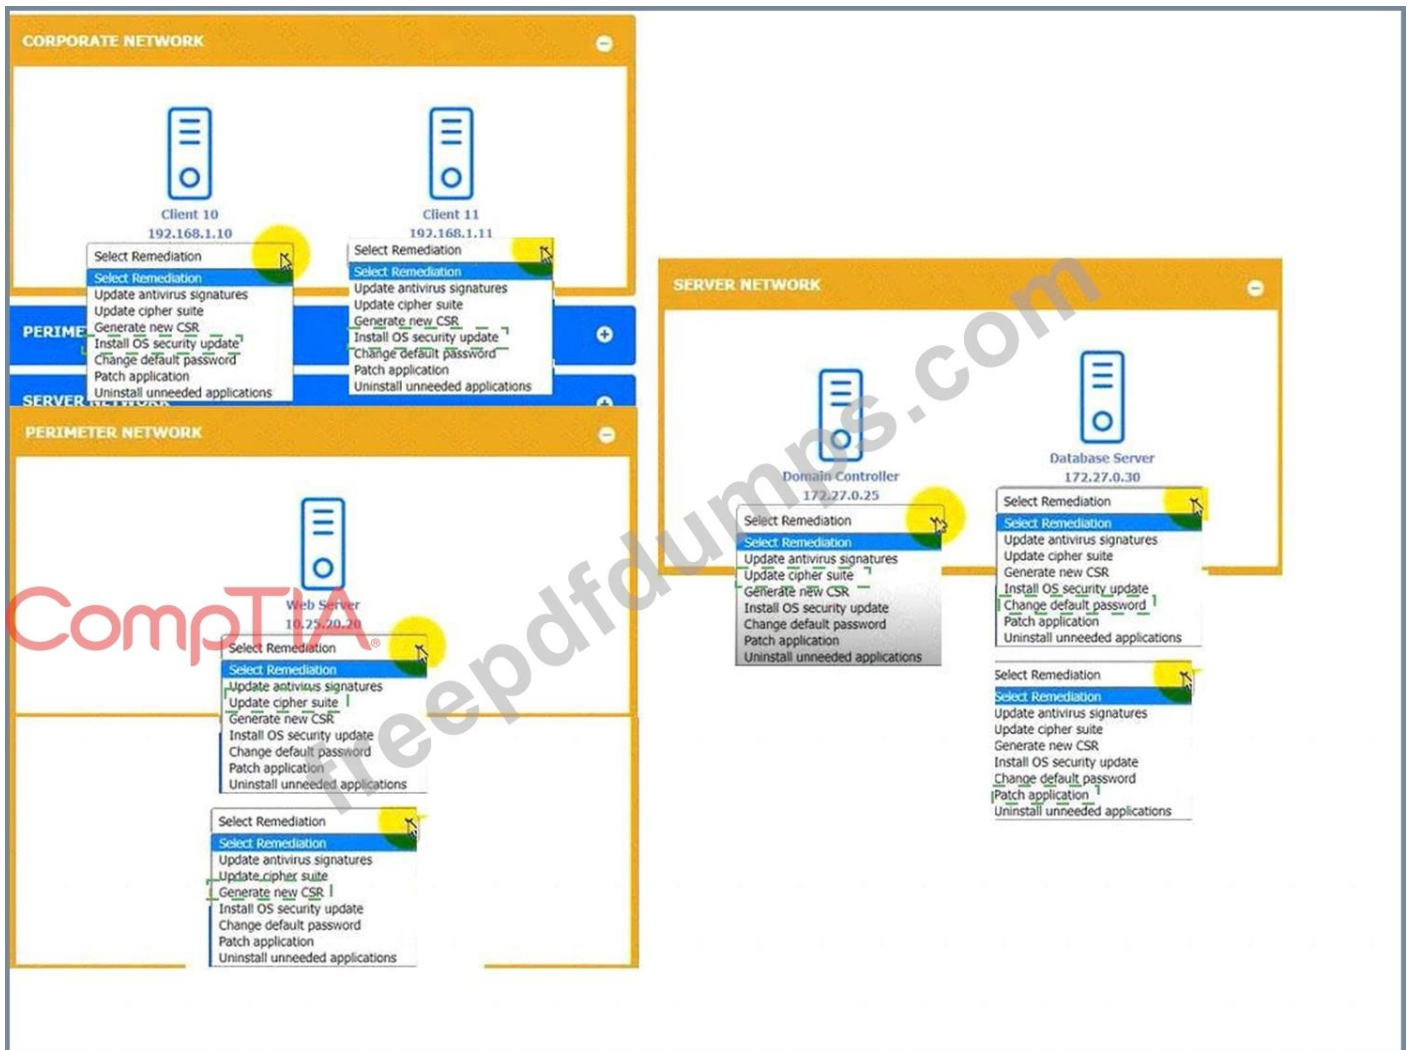 CORPORATE NETWORK
Client 10
192.168.1.10
Select Remediation
Select Remediation
Update antivirus signatures
Update cipher suite
Generate new CSR
Install OS security update
Change default password
Patch application
Uninstall unneeded applications
Client 11
192.168.1.11
Select Remediation
Select Remediation
Update antivirus signatures
Update cipher suite
Generate new CSR
Install OS security update
Change default password
Patch application
Uninstall unneeded applications
PERIME
SERVER NETWORK
PERIMETER NETWORK
Web Server
10.25.20.20
Select Remediation
Select Remediation
Update antivirus signatures
Update cipher suite
Generate new CSR
Install OS security update
Change default password
Patch application
Uninstall unneeded applications
Select Remediation
Select Remediation
Update antivirus signatures
Update cipher suite
Generate new CSR
Install OS security update
Change default password
Patch application
Uninstall unneeded applications
SERVER NETWORK
Domain Controller
172.27.0.25
Select Remediation
Select Remediation
Update antivirus signatures
Update cipher suite
Generate new CSR
Install OS security update
Change default password
Patch application
Uninstall unneeded applications
Database Server
172.27.0.30
Select Remediation
Select Remediation
Update antivirus signatures
Update cipher suite
Generate new CSR
Install OS security update
Change default password
Patch application
Uninstall unneeded applications
Select Remediation
Select Remediation
Update antivirus signatures
Update cipher suite
Generate new CSR
Install OS security update
Change default password
Patch application
Uninstall unneeded applications
CompTIA®
freepdfdumps.com